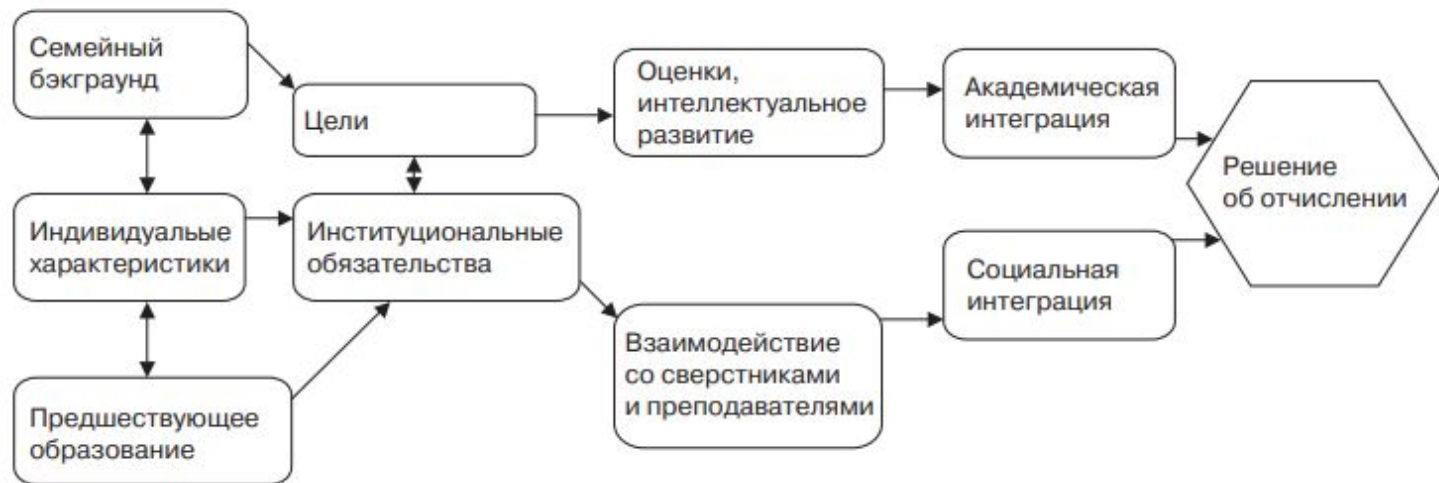 Семейный
бэкграунд
Цели
Оценки,
интеллектуальное
развитие
Академическая
интеграция
Решение
об отчислении
Индивидуальые
характеристики
Институциональные
обязательства
Социальная
интеграция
Взаимодействие
со сверстниками
и преподавателями
Предшествующее
образование